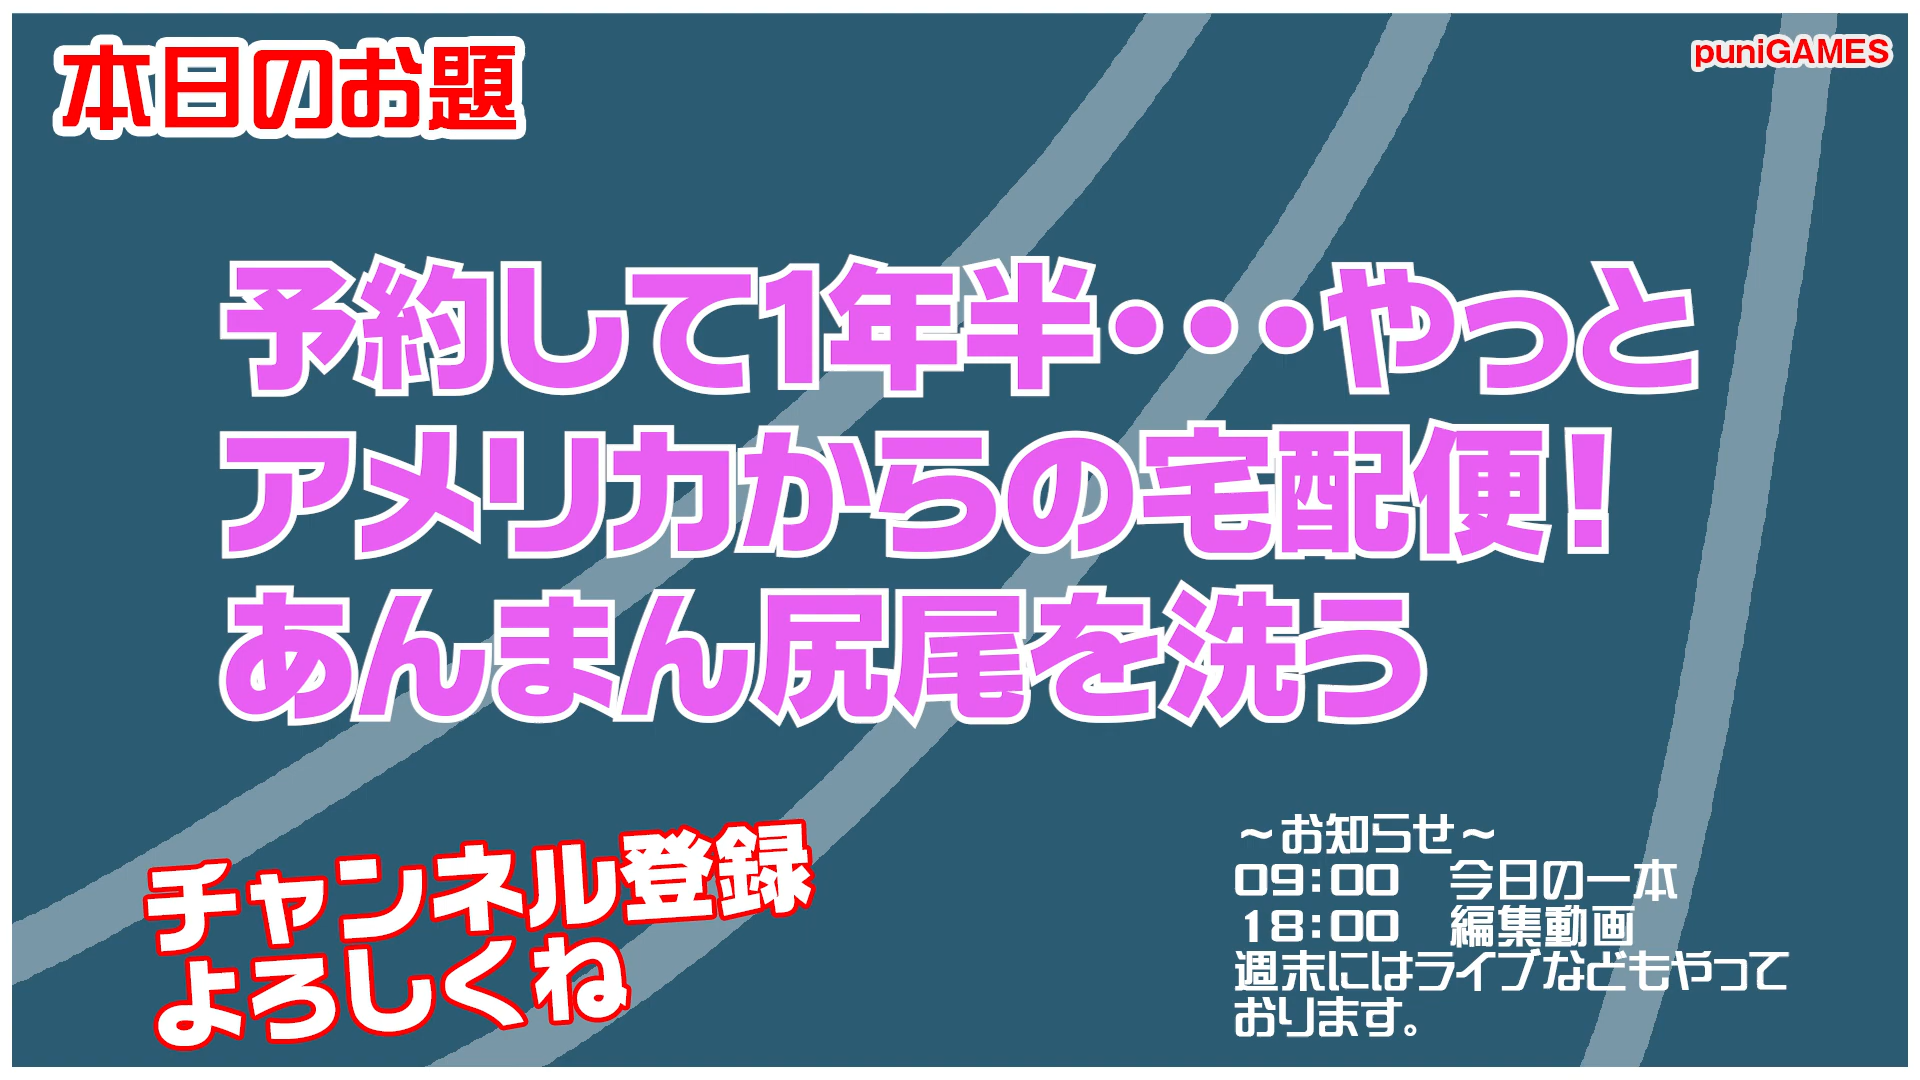 本日のお題
puniGAMES
予約して1年半・・・やっと
アメリカからの宅配便！
あんまん尻尾を洗う
チャンネル登録
よろしくね
～お知らせ～
09:00　今日の一本
18:00　編集動画
週末にはライブなどもやって
おります。